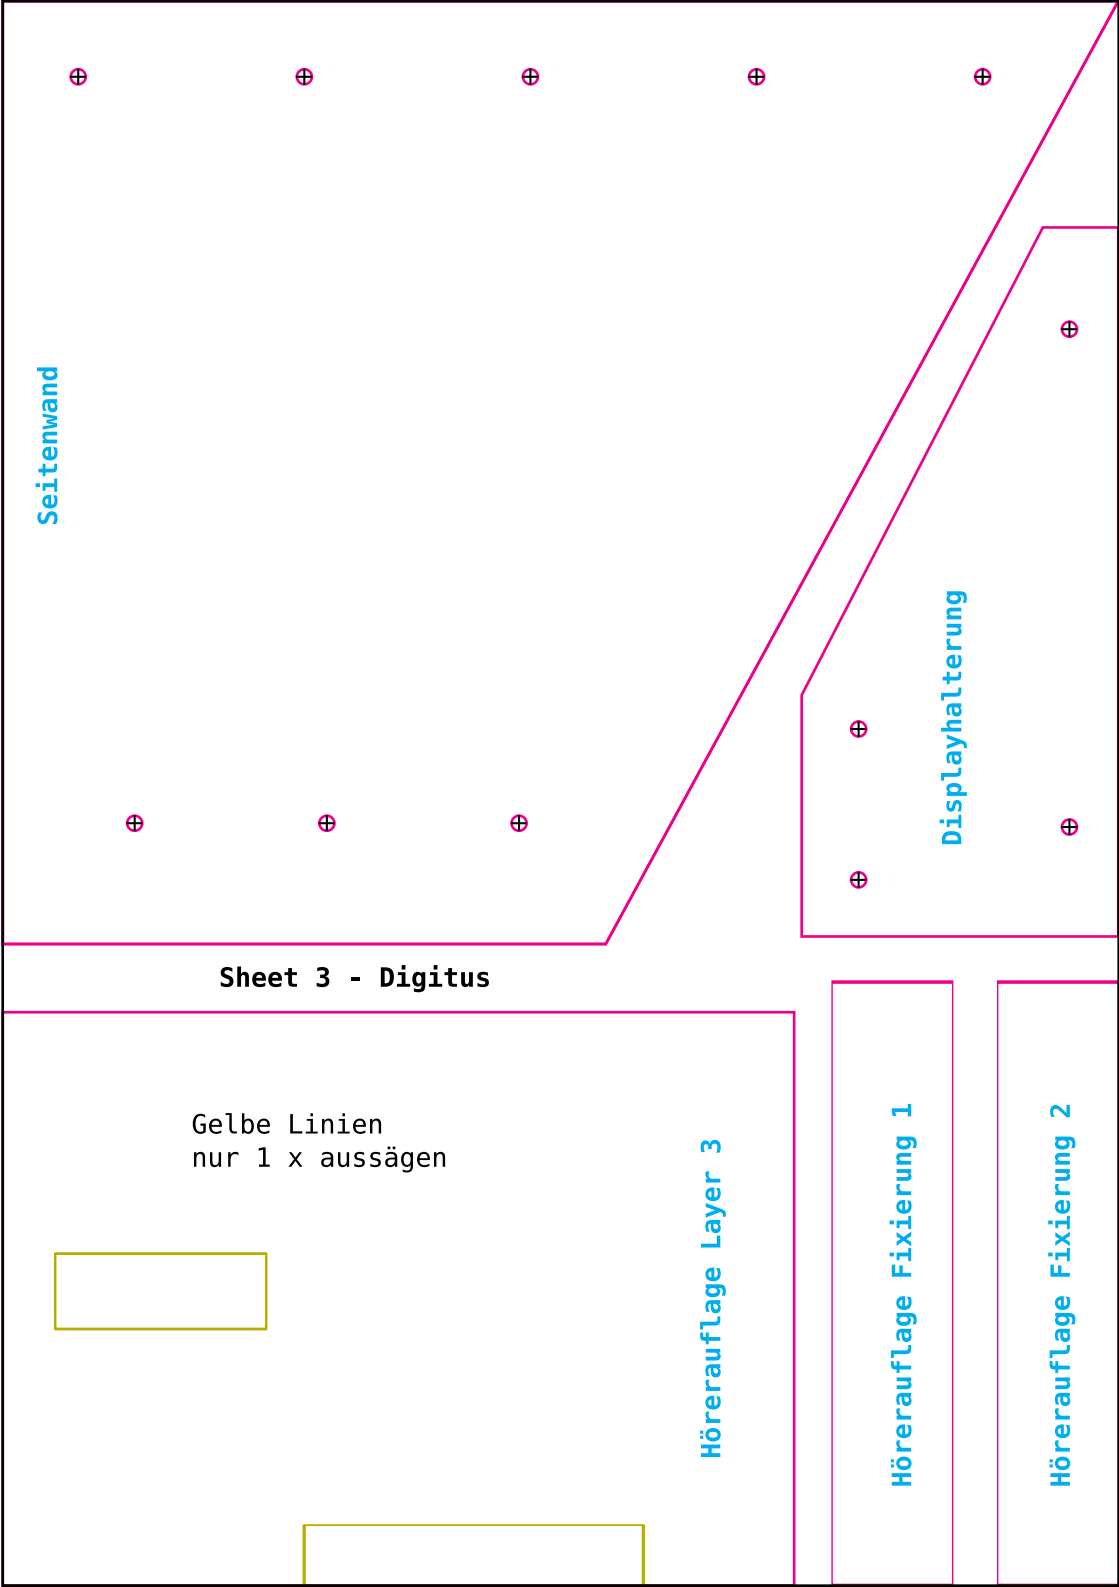 Seitenwand
Displayhalterung
Sheet 3 - Digitus
Gelbe Linien
nur 1 x aussägen
Hörerauflage Layer 3
Hörerauflage Fixierung 1
Hörerauflage Fixierung 2